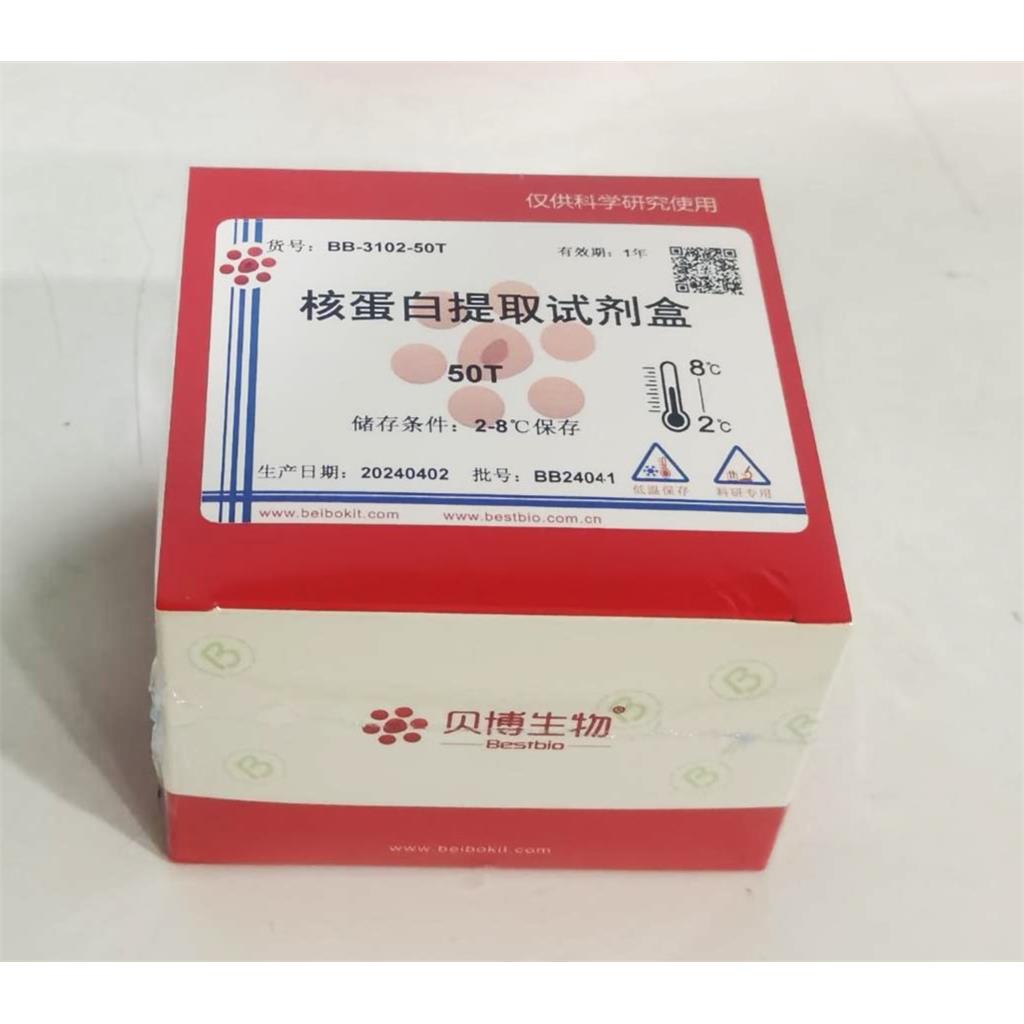 仅供科学研究使用
货号：BB-3102-50T 有效期：1年
核蛋白提取试剂盒
50T
8℃
储存条件：2-8℃保存
2℃
生产日期：20240402 批号：BB24041
低温保存 科研专用
www.beibokit.com www.bestbio.com.cn
B
B
B
贝博生物®
Bestbio
B
B
www.beibokit.com